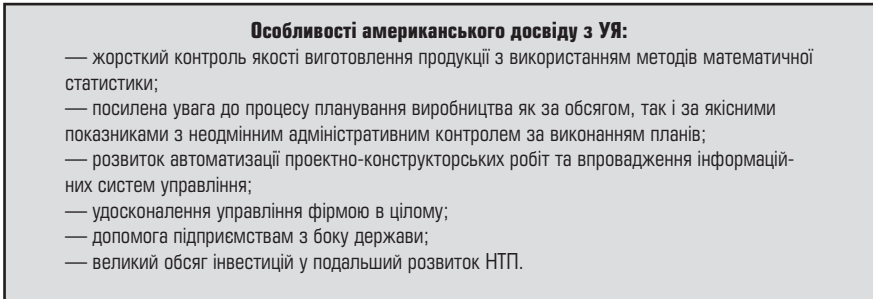 Особливості американського досвіду з УЯ:
— жорсткий контроль якості виготовлення продукції з використанням методів математичної
статистики;
— посилена увага до процесу планування виробництва як за обсягом, так і за якісними
показниками з неодмінним адміністративним контролем за виконанням планів;
— розвиток автоматизації проектно-конструкторських робіт та впровадження інформацій-
них систем управління;
— удосконалення управління фірмою в цілому;
— допомога підприємствам з боку держави;
— великий обсяг інвестицій у подальший розвиток НТП.